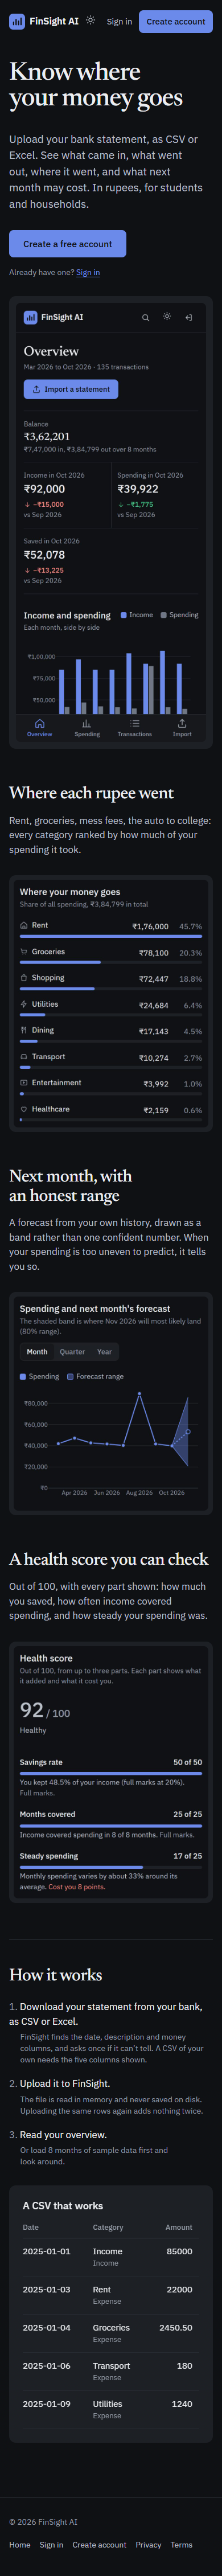 FinSight AI
Sign in
Create account
Know where
your money goes
Upload your bank statement, as CSV or
Excel. See what came in, what went
out, where it went, and what next
month may cost. In rupees, for students
and households.
Create a free account
Already have one? Sign in
FinSight AI
Overview
Mar 2026 to Oct 2026 · 135 transactions
Import a statement
Balance
₹3,62,201
₹7,47,000 in, ₹3,84,799 out over 8 months
Income in Oct 2026
₹92,000
↓ −₹15,000
vs Sep 2026
Spending in Oct 2026
₹39,922
↓ −₹1,775
vs Sep 2026
Saved in Oct 2026
₹52,078
↓ −₹13,225
vs Sep 2026
Income and spending
Income
Spending
Each month, side by side
₹1,00,000
₹75,000
₹50,000
Overview
Spending
Transactions
Import
Where each rupee went
Rent, groceries, mess fees, the auto to college:
every category ranked by how much of your
spending it took.
Where your money goes
Share of all spending, ₹3,84,799 in total
Rent ₹1,76,000 45.7%
Groceries ₹78,100 20.3%
Shopping ₹72,447 18.8%
Utilities ₹24,684 6.4%
Dining ₹17,143 4.5%
Transport ₹10,274 2.7%
Entertainment ₹3,992 1.0%
Healthcare ₹2,159 0.6%
Next month, with
an honest range
A forecast from your own history, drawn as a
band rather than one confident number. When
your spending is too uneven to predict, it tells
you so.
Spending and next month's forecast
The shaded band is where Nov 2026 will most likely land
(80% range).
Month
Quarter
Year
Spending
Forecast range
₹80,000
₹60,000
₹40,000
₹20,000
₹0
Apr 2026
Jun 2026
Aug 2026
Oct 2026
A health score you can check
Out of 100, with every part shown: how much
you saved, how often income covered
spending, and how steady your spending was.
Health score
Out of 100, from up to three parts. Each part shows what
it added and what it cost you.
92 / 100
Healthy
Savings rate 50 of 50
You kept 48.5% of your income (full marks at 20%).
Full marks.
Months covered 25 of 25
Income covered spending in 8 of 8 months. Full marks.
Steady spending 17 of 25
Monthly spending varies by about 33% around its
average. Cost you 8 points.
How it works
1. Download your statement from your bank,
as CSV or Excel.
FinSight finds the date, description and money
columns, and asks once if it can't tell. A CSV of your
own needs the five columns shown.
2. Upload it to FinSight.
The file is read in memory and never saved on disk.
Uploading the same rows again adds nothing twice.
3. Read your overview.
Or load 8 months of sample data first and
look around.
A CSV that works
Date Category Amount
2025-01-01 Income 85000
Income
2025-01-03 Rent 22000
Expense
2025-01-04 Groceries 2450.50
Expense
2025-01-06 Transport 180
Expense
2025-01-09 Utilities 1240
Expense
© 2026 FinSight AI
Home Sign in Create account Privacy Terms